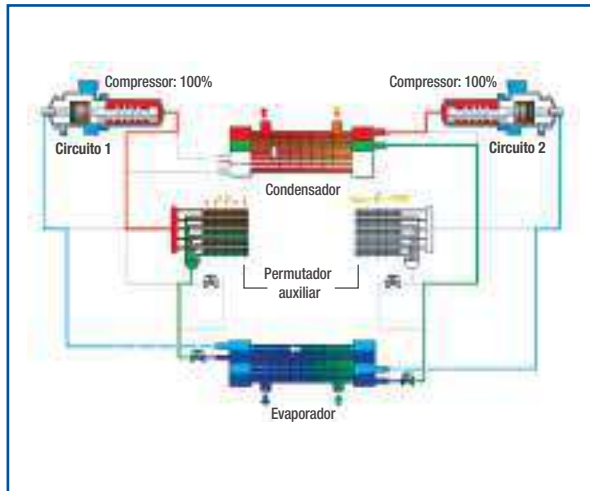 Compressor: 100%
Compressor: 100%
Circuito 1
Circuito 2
Condensador
Permutador
auxiliar
Evaporador